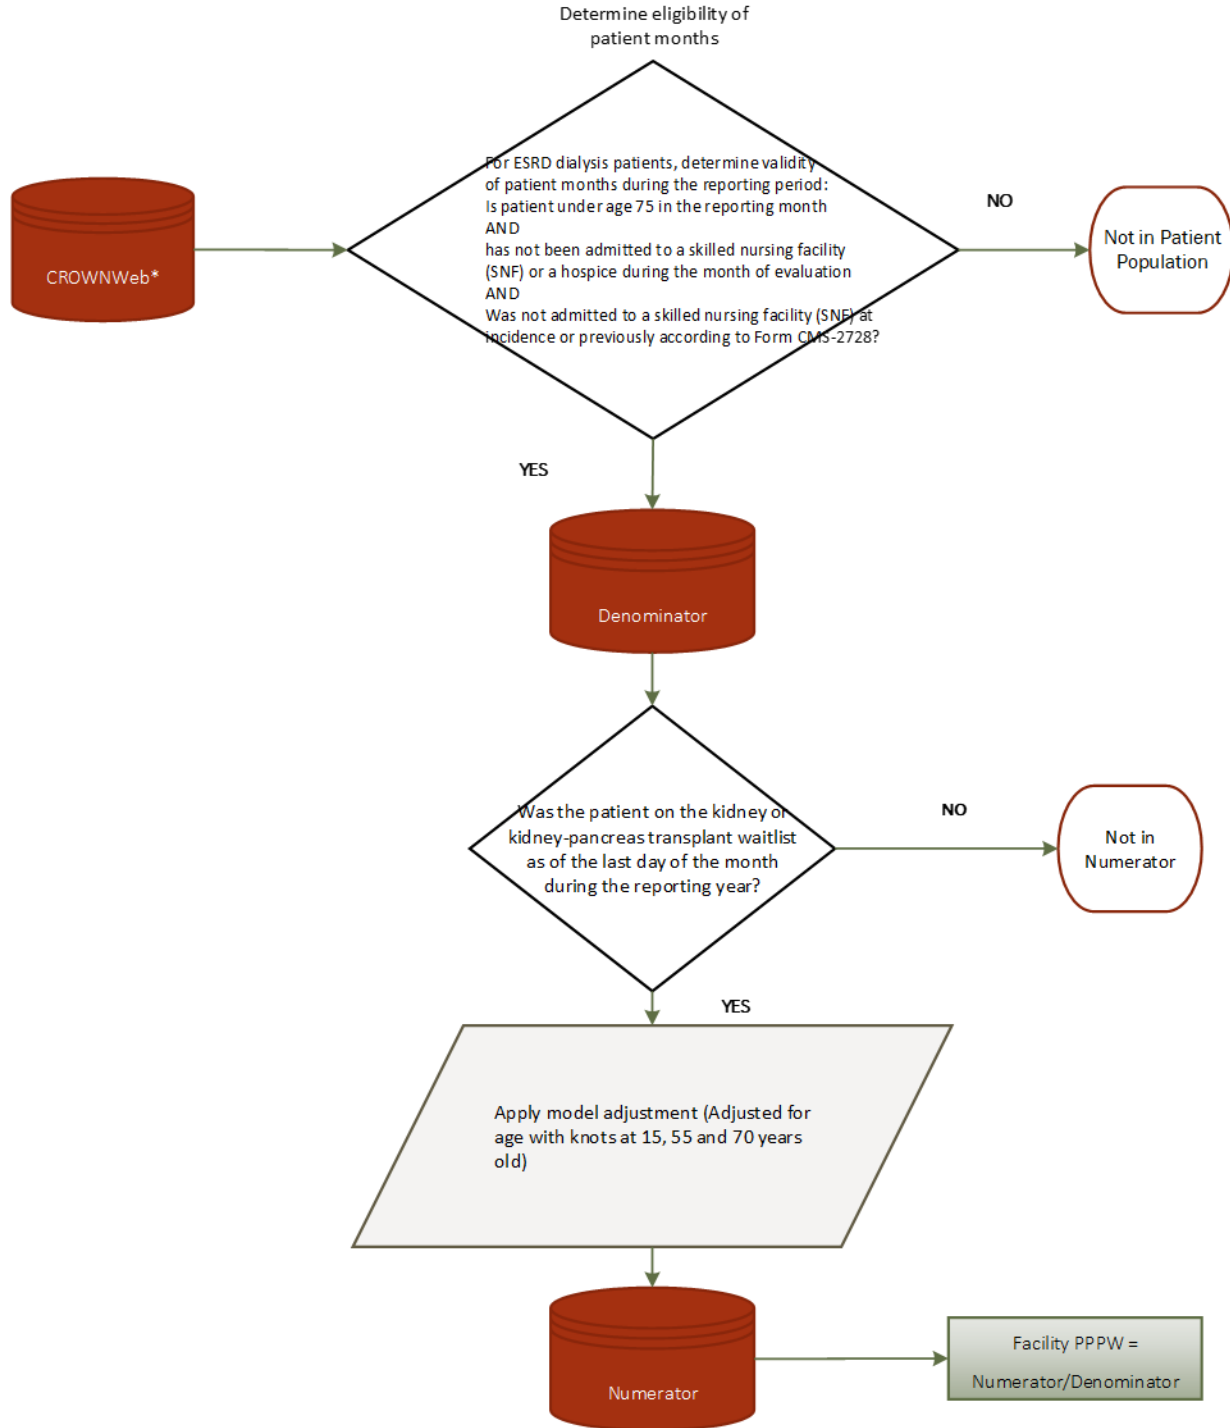 Determine eligibility of
patient months
For ESRD dialysis patients, determine validity
of patient months during the reporting period:
Is patient under age 75 in the reporting month
AND
has not been admitted to a skilled nursing facility
(SNF) or a hospice during the month of evaluation
AND
Was not admitted to a skilled nursing facility (SNF) at
incidence or previously according to Form CMS-2728?
NO
Not in Patient
Population
CROWNWeb*
YES
Denominator
Was the patient on the kidney or
kidney-pancreas transplant waitlist
as of the last day of the month
during the reporting year?
NO
Not in
Numerator
YES
Apply model adjustment (Adjusted for
age with knots at 15, 55 and 70 years
old)
Numerator
Facility PPPW =
Numerator/Denominator